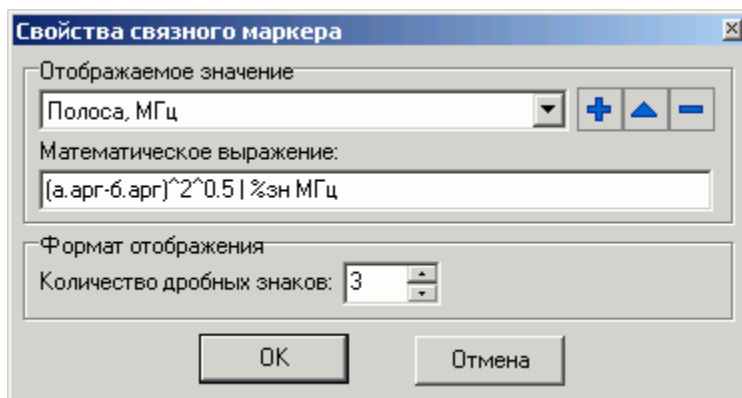 Свойства связного маркера
Отображаемое значение
Полоса, МГц
Математическое выражение:
(а.арг-б.арг)^2^0.5 | %зн МГц
Формат отображения
Количество дробных знаков: 3
OK Отмена